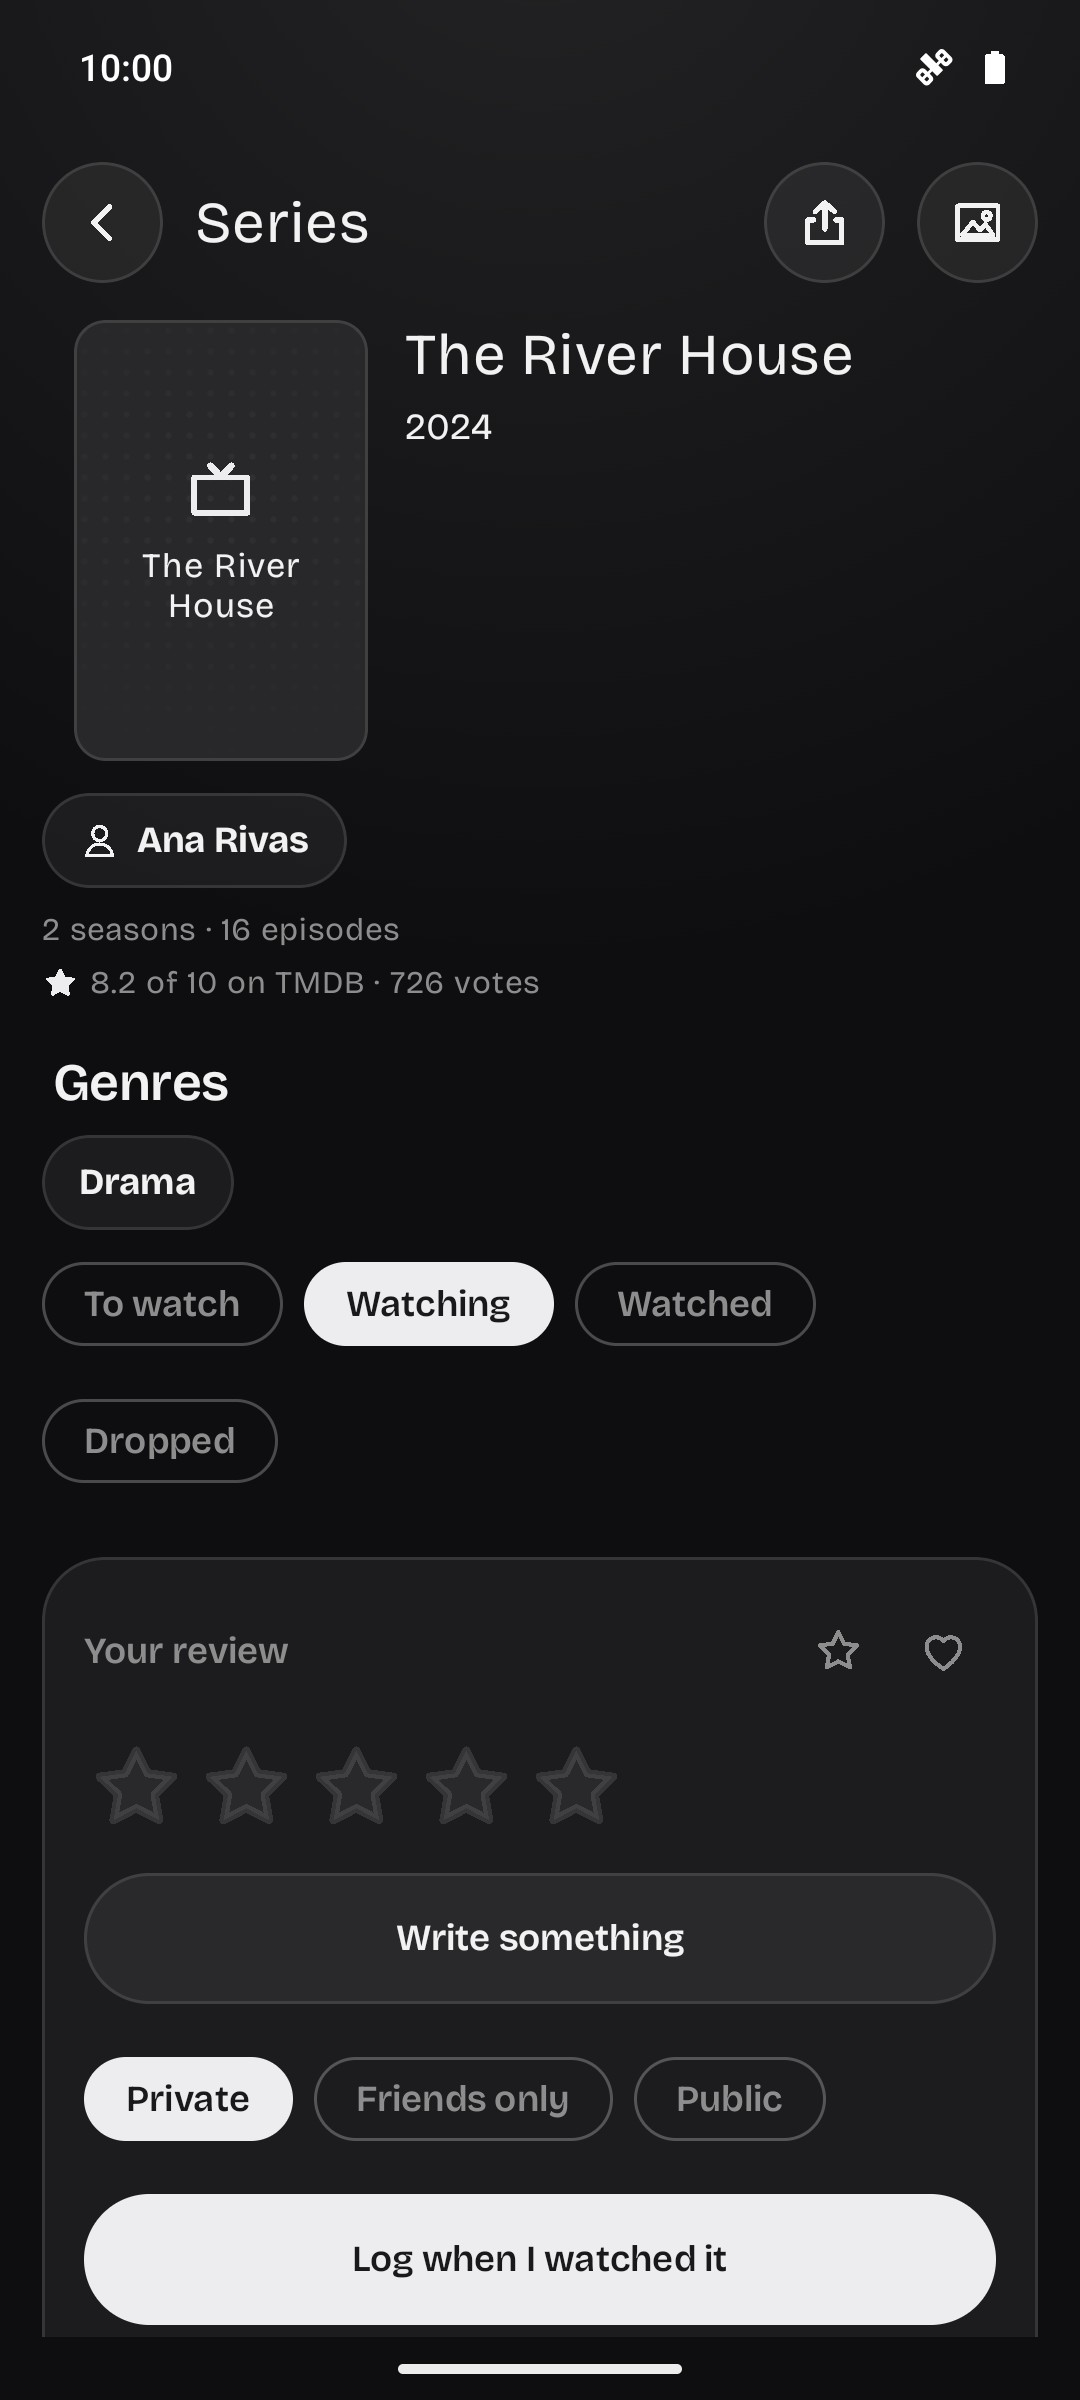 10:00
Series
The River House
2024
The River
House
Ana Rivas
2 seasons · 16 episodes
8.2 of 10 on TMDB · 726 votes
Genres
Drama
To watch
Watching
Watched
Dropped
Your review
Write something
Private
Friends only
Public
Log when I watched it